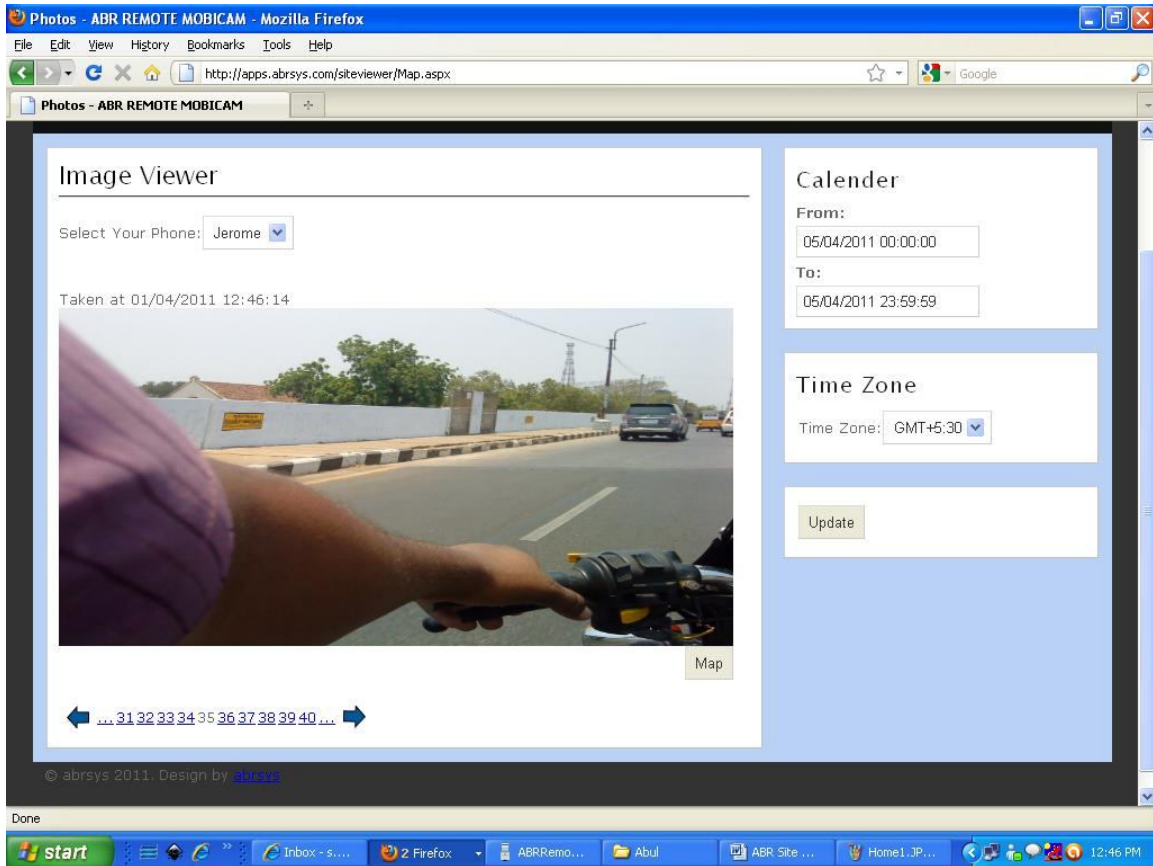 Photos - ABR REMOTE MOBICAM - Mozilla Firefox
File Edit View History Bookmarks Tools Help
http://apps.abrsys.com/siteviewer/Map.aspx
Google
Photos - ABR REMOTE MOBICAM
Image Viewer
Select Your Phone: Jerome
Taken at 01/04/2011 12:46:14
Map
... 31 32 33 34 35 36 37 38 39 40 ...
Calender
From:
05/04/2011 00:00:00
To:
05/04/2011 23:59:59
Time Zone
Time Zone: GMT+5:30
Update
© abrsys 2011. Design by abrsys
Done
start
Inbox - s....
2 Firefox
ABRRemo...
Abul
ABR Site ...
Home1.JP...
12:46 PM